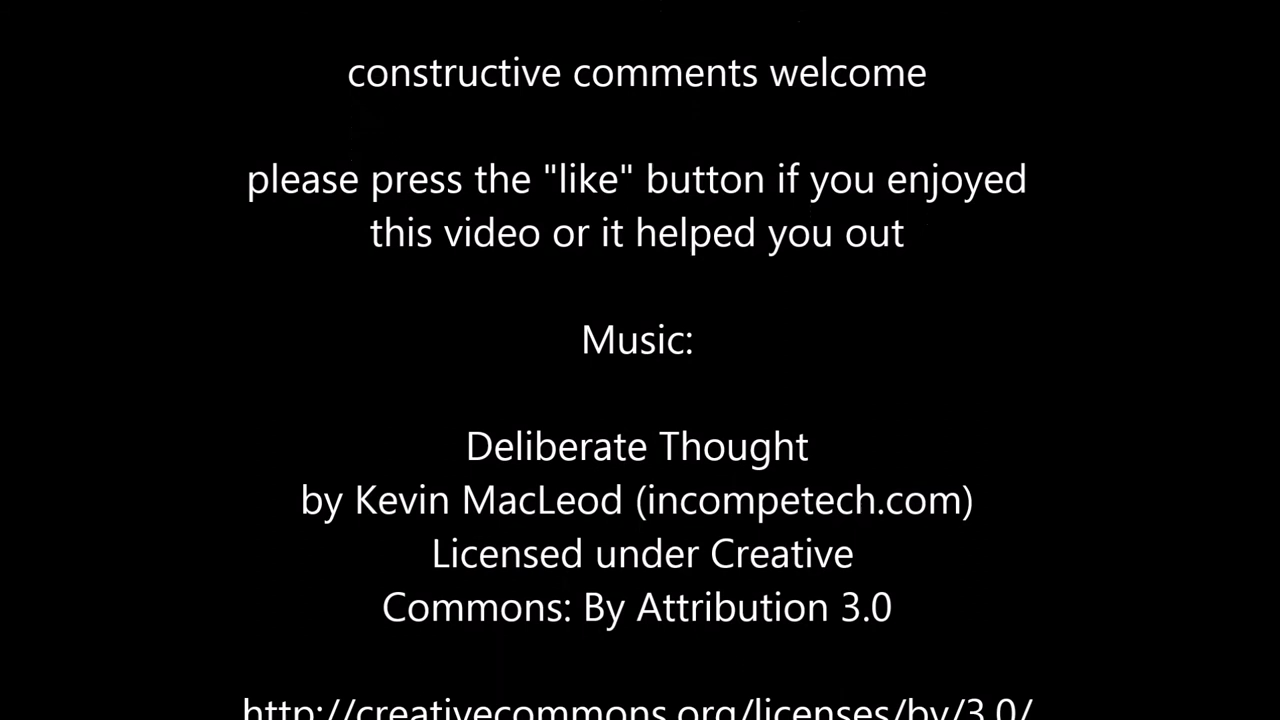 constructive comments welcome
please press the "like" button if you enjoyed
this video or it helped you out
Music:
Deliberate Thought
by Kevin MacLeod (incompetech.com)
Licensed under Creative
Commons: By Attribution 3.0
http://creativecommons.org/licenses/by/3.0/